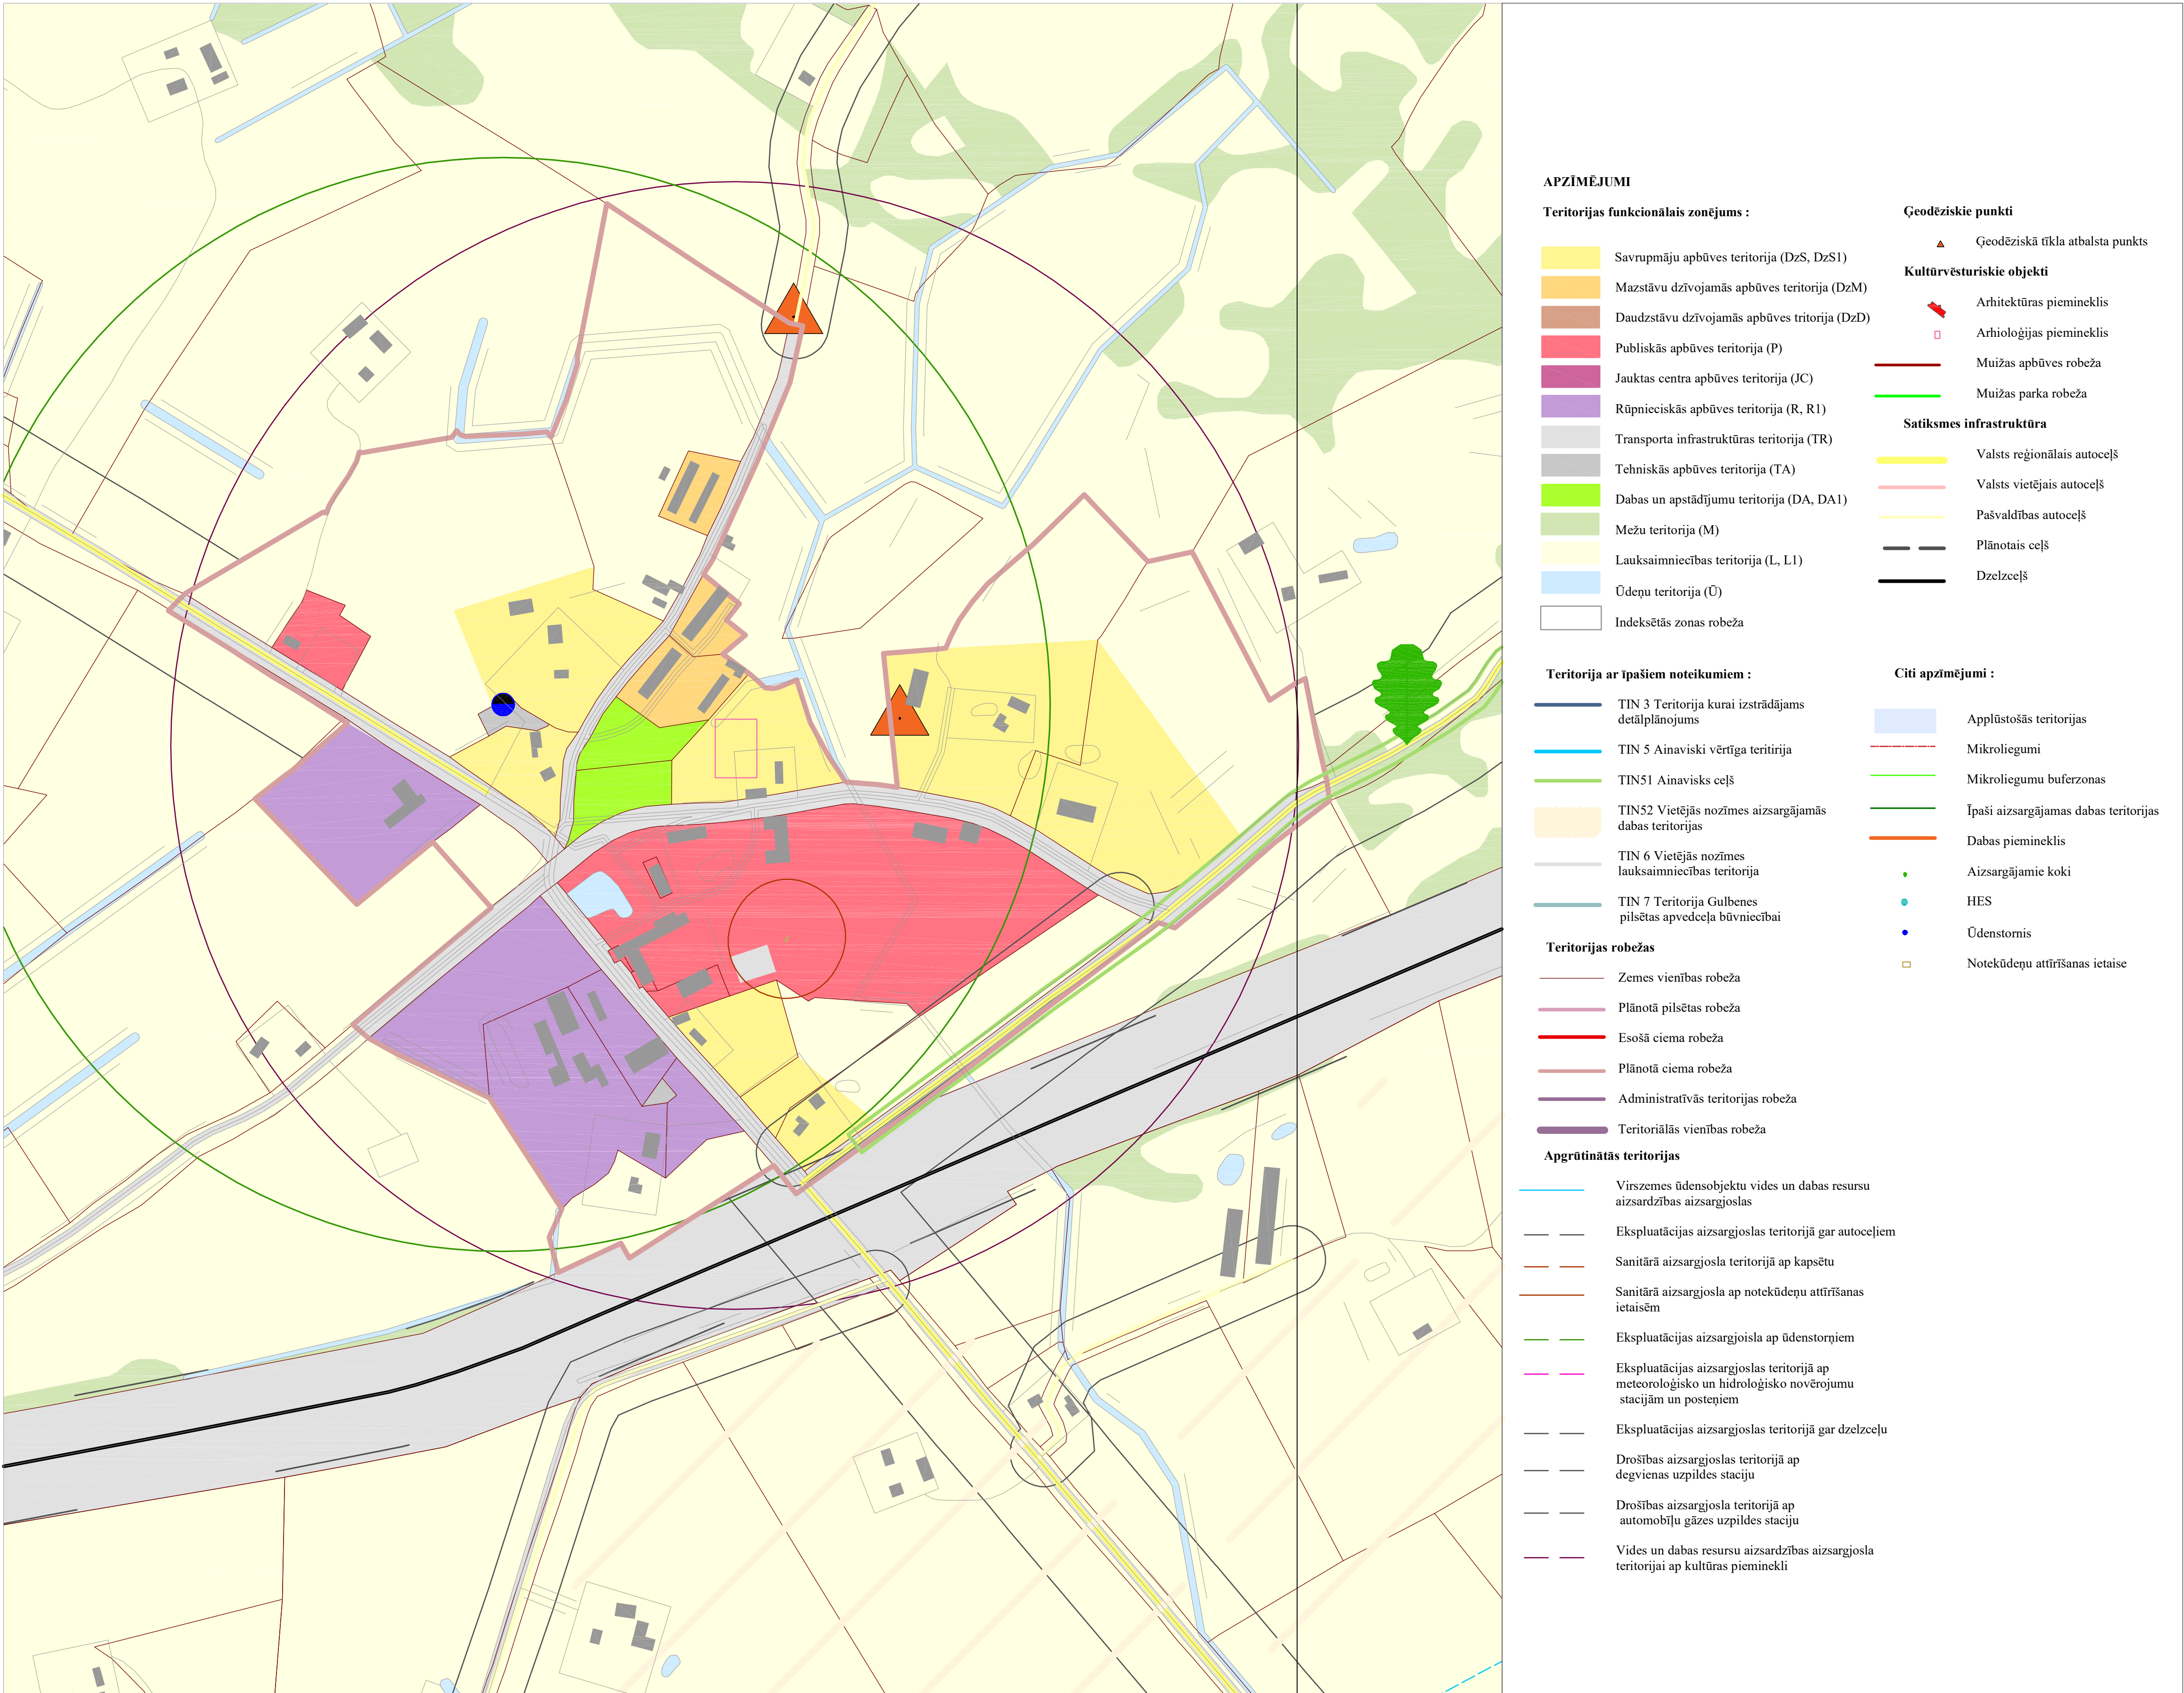 APZĪMĒJUMI
Teritorijas funkcionālais zonējums :
Savrupmāju apbūves teritorija (DzS, DzS1)
Mazstāvu dzīvojamās apbūves teritorija (DzM)
Daudzstāvu dzīvojamās apbūves tritorija (DzD)
Publiskās apbūves teritorija (P)
Jauktas centra apbūves teritorija (JC)
Rūpnieciskās apbūves teritorija (R, R1)
Transporta infrastruktūras teritorija (TR)
Tehniskās apbūves teritorija (TA)
Dabas un apstādījumu teritorija (DA, DA1)
Mežu teritorija (M)
Lauksaimniecības teritorija (L, L1)
Ūdeņu teritorija (Ū)
Indeksētās zonas robeža
Ģeodēziskie punkti
Ģeodēziskā tīkla atbalsta punkts
Kultūrvēsturiskie objekti
Arhitektūras piemineklis
Arhioloģijas piemineklis
Muižas apbūves robeža
Muižas parka robeža
Satiksmes infrastruktūra
Valsts reģionālais autoceļš
Valsts vietējais autoceļš
Pašvaldības autoceļš
Plānotais ceļš
Dzelzceļš
Teritorija ar īpašiem noteikumiem :
TIN 3 Teritorija kurai izstrādājams
detālplānojums
TIN 5 Ainaviski vērtīga teritirija
TIN51 Ainavisks ceļš
TIN52 Vietējās nozīmes aizsargājamās
dabas teritorijas
TIN 6 Vietējās nozīmes
lauksaimniecības teritorija
TIN 7 Teritorija Gulbenes
pilsētas apvedceļa būvniecībai
Teritorijas robežas
Zemes vienības robeža
Plānotā pilsētas robeža
Esošā ciema robeža
Plānotā ciema robeža
Administratīvās teritorijas robeža
Teritoriālās vienības robeža
Apgrūtinātās teritorijas
Virszemes ūdensobjektu vides un dabas resursu
aizsardzības aizsargjoslas
Ekspluatācijas aizsargjoslas teritorijā gar autoceļiem
Sanitārā aizsargjosla teritorijā ap kapsētu
Sanitārā aizsargjosla ap notekūdeņu attīrīšanas
ietaisēm
Ekspluatācijas aizsargjoisla ap ūdenstorņiem
Ekspluatācijas aizsargjoslas teritorijā ap
meteoroloģisko un hidroloģisko novērojumu
stacijām un posteņiem
Ekspluatācijas aizsargjoslas teritorijā gar dzelzceļu
Drošības aizsargjoslas teritorijā ap
degvienas uzpildes staciju
Drošības aizsargjosla teritorijā ap
automobīļu gāzes uzpildes staciju
Vides un dabas resursu aizsardzības aizsargjosla
teritorijai ap kultūras pieminekli
Citi apzīmējumi :
Applūstošās teritorijas
Mikroliegumi
Mikroliegumu buferzonas
Īpaši aizsargājamas dabas teritorijas
Dabas piemineklis
Aizsargājamie koki
HES
Ūdenstornis
Notekūdeņu attīrīšanas ietaise